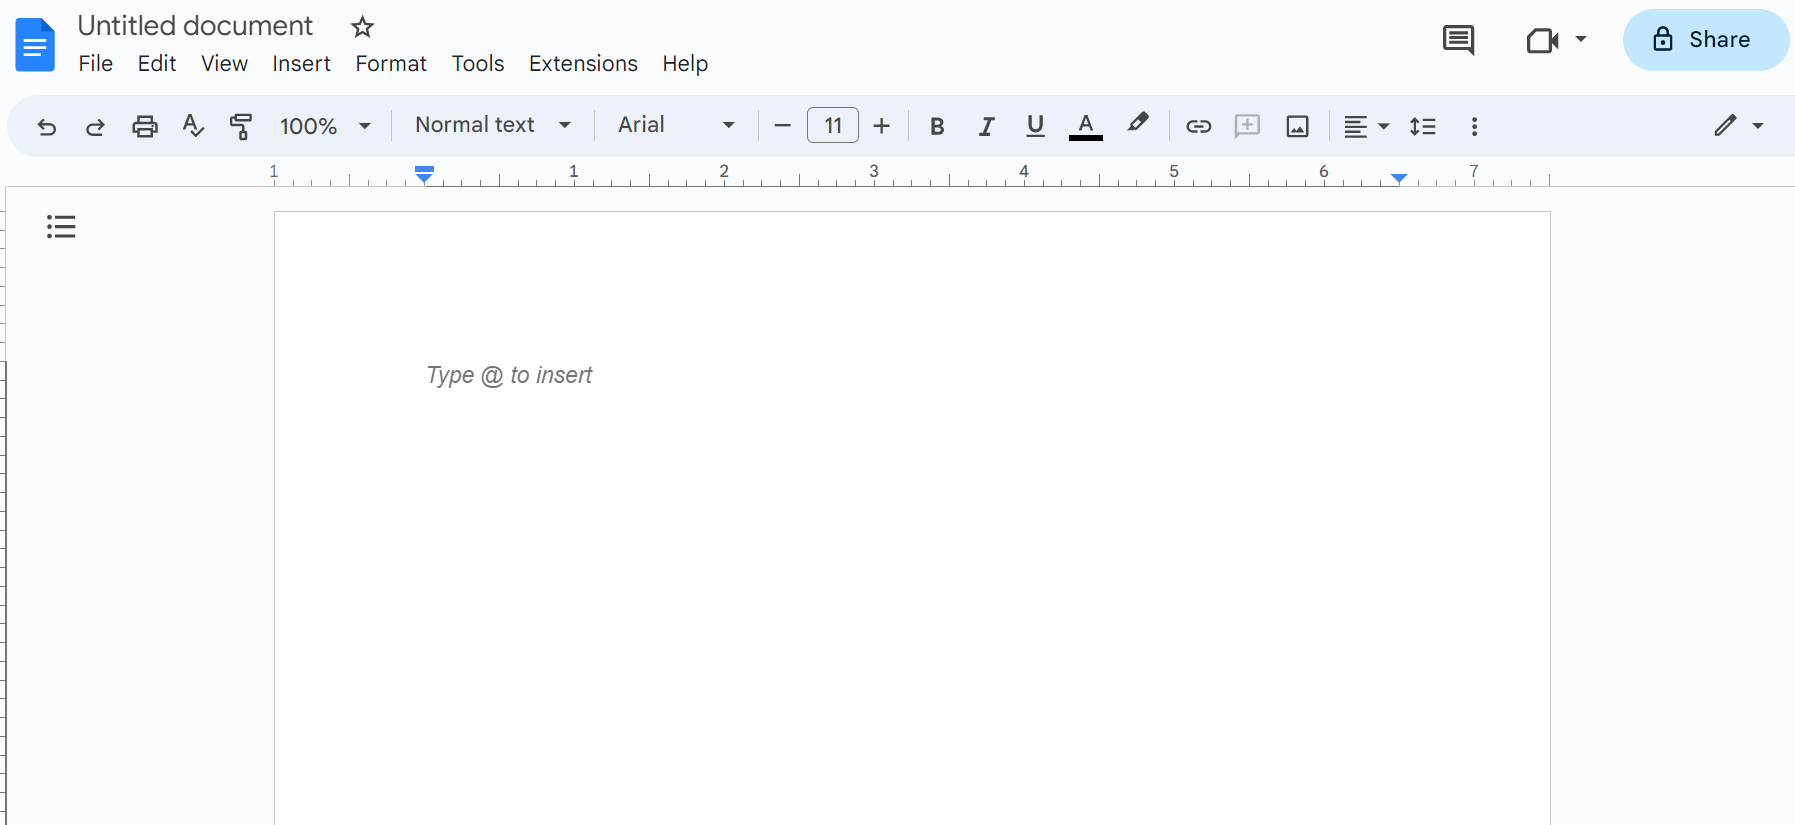 Untitled document
File Edit View Insert Format Tools Extensions Help
Share
100% Normal text Arial 11 B I U A
1 1 2 3 4 5 6 7
Type @ to insert